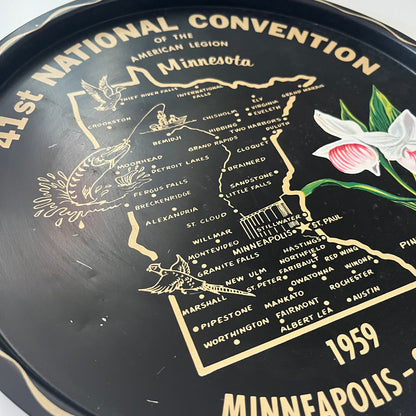 41st NATIONAL CONVENTION
OF THE
AMERICAN LEGION
Minnesota
THIEF RIVER FALLS
INTERNATIONAL FALLS
ELY
GRAND MARAIS
CROOKSTON
VIRGINIA
CHISHOLM
EVELETH
HIBBING
TWO HARBORS
BEMIDJI
GRAND RAPIDS
DULUTH
MOORHEAD
CLOQUET
DETROIT LAKES
BRAINERD
FERGUS FALLS
SANDSTONE
BRECKENRIDGE
LITTLE FALLS
ALEXANDRIA
ST CLOUD
STILLWATER
WILLMAR
MINNEAPOLIS
ST PAUL
MONTEVIDEO
HASTINGS
GRANITE FALLS
NORTHFIELD
RED WING
NEW ULM
FARIBAULT
WINONA
MARSHALL
ST PETER
OWATONNA
ROCHESTER
PIPESTONE
MANKATO
AUSTIN
WORTHINGTON
FAIRMONT
ALBERT LEA
1959
MINNEAPOLIS -